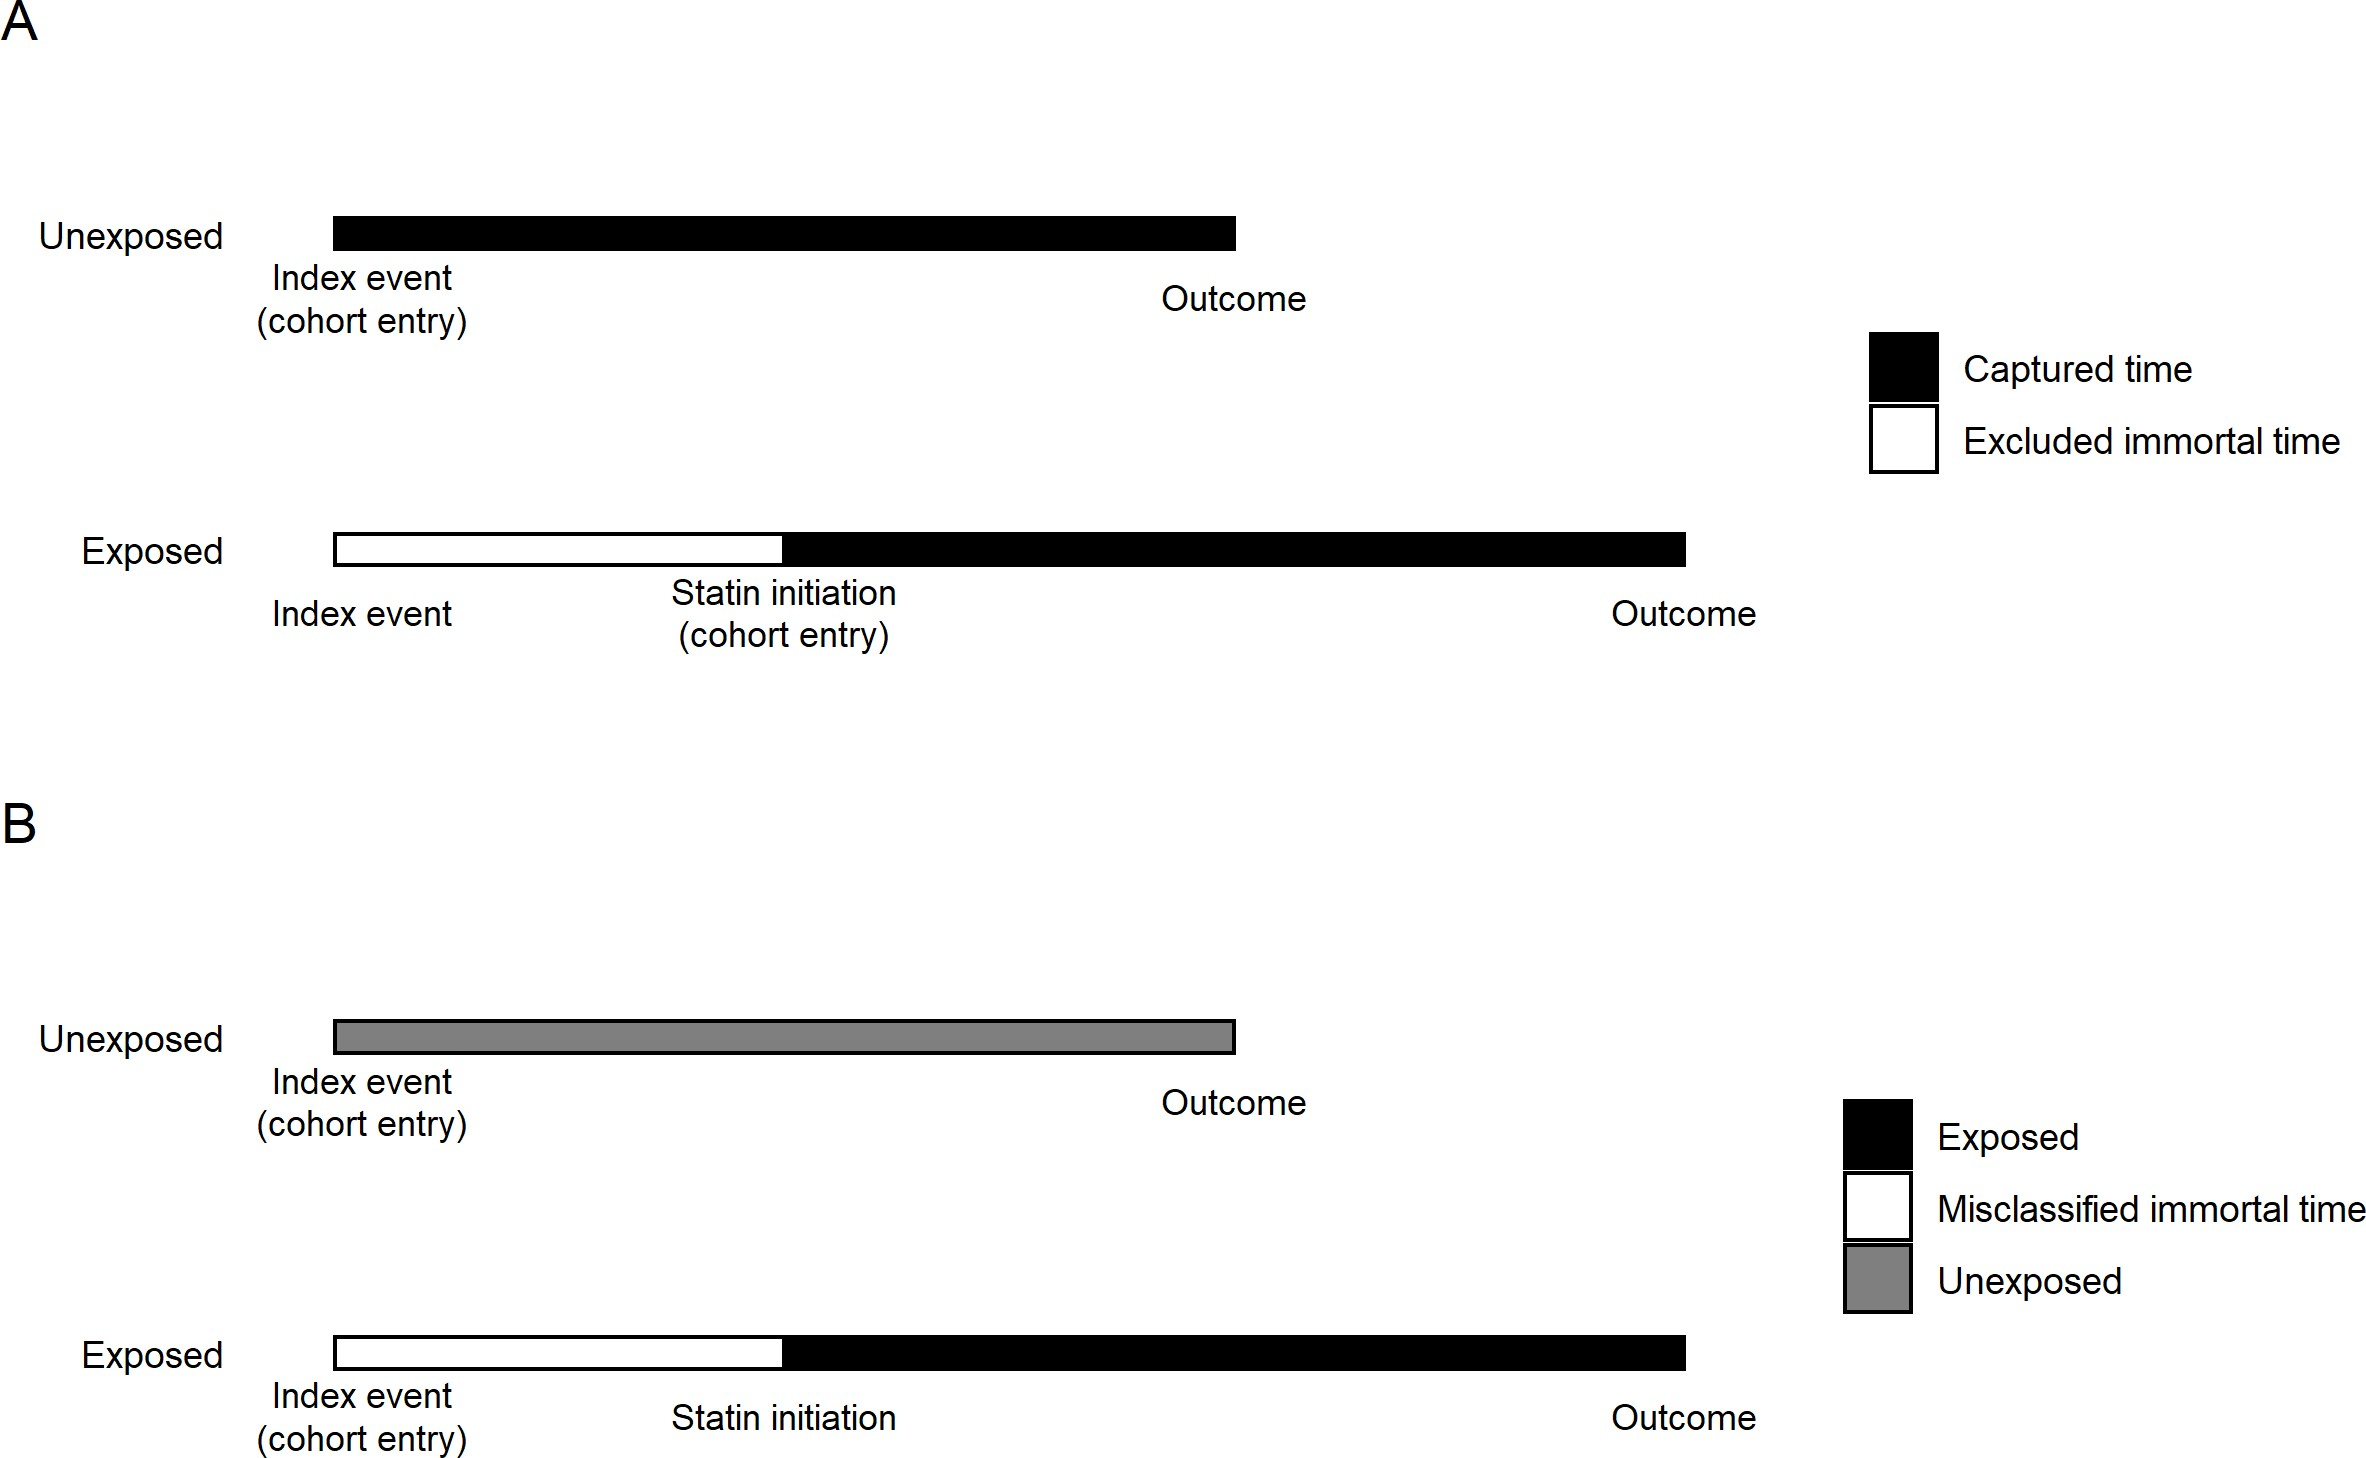 A
Unexposed
Index event
(cohort entry)
Outcome
Captured time
Excluded immortal time
Exposed
Index event
Statin initiation
(cohort entry)
Outcome
B
Unexposed
Index event
(cohort entry)
Outcome
Exposed
Misclassified immortal time
Unexposed
Exposed
Index event
(cohort entry)
Statin initiation
Outcome